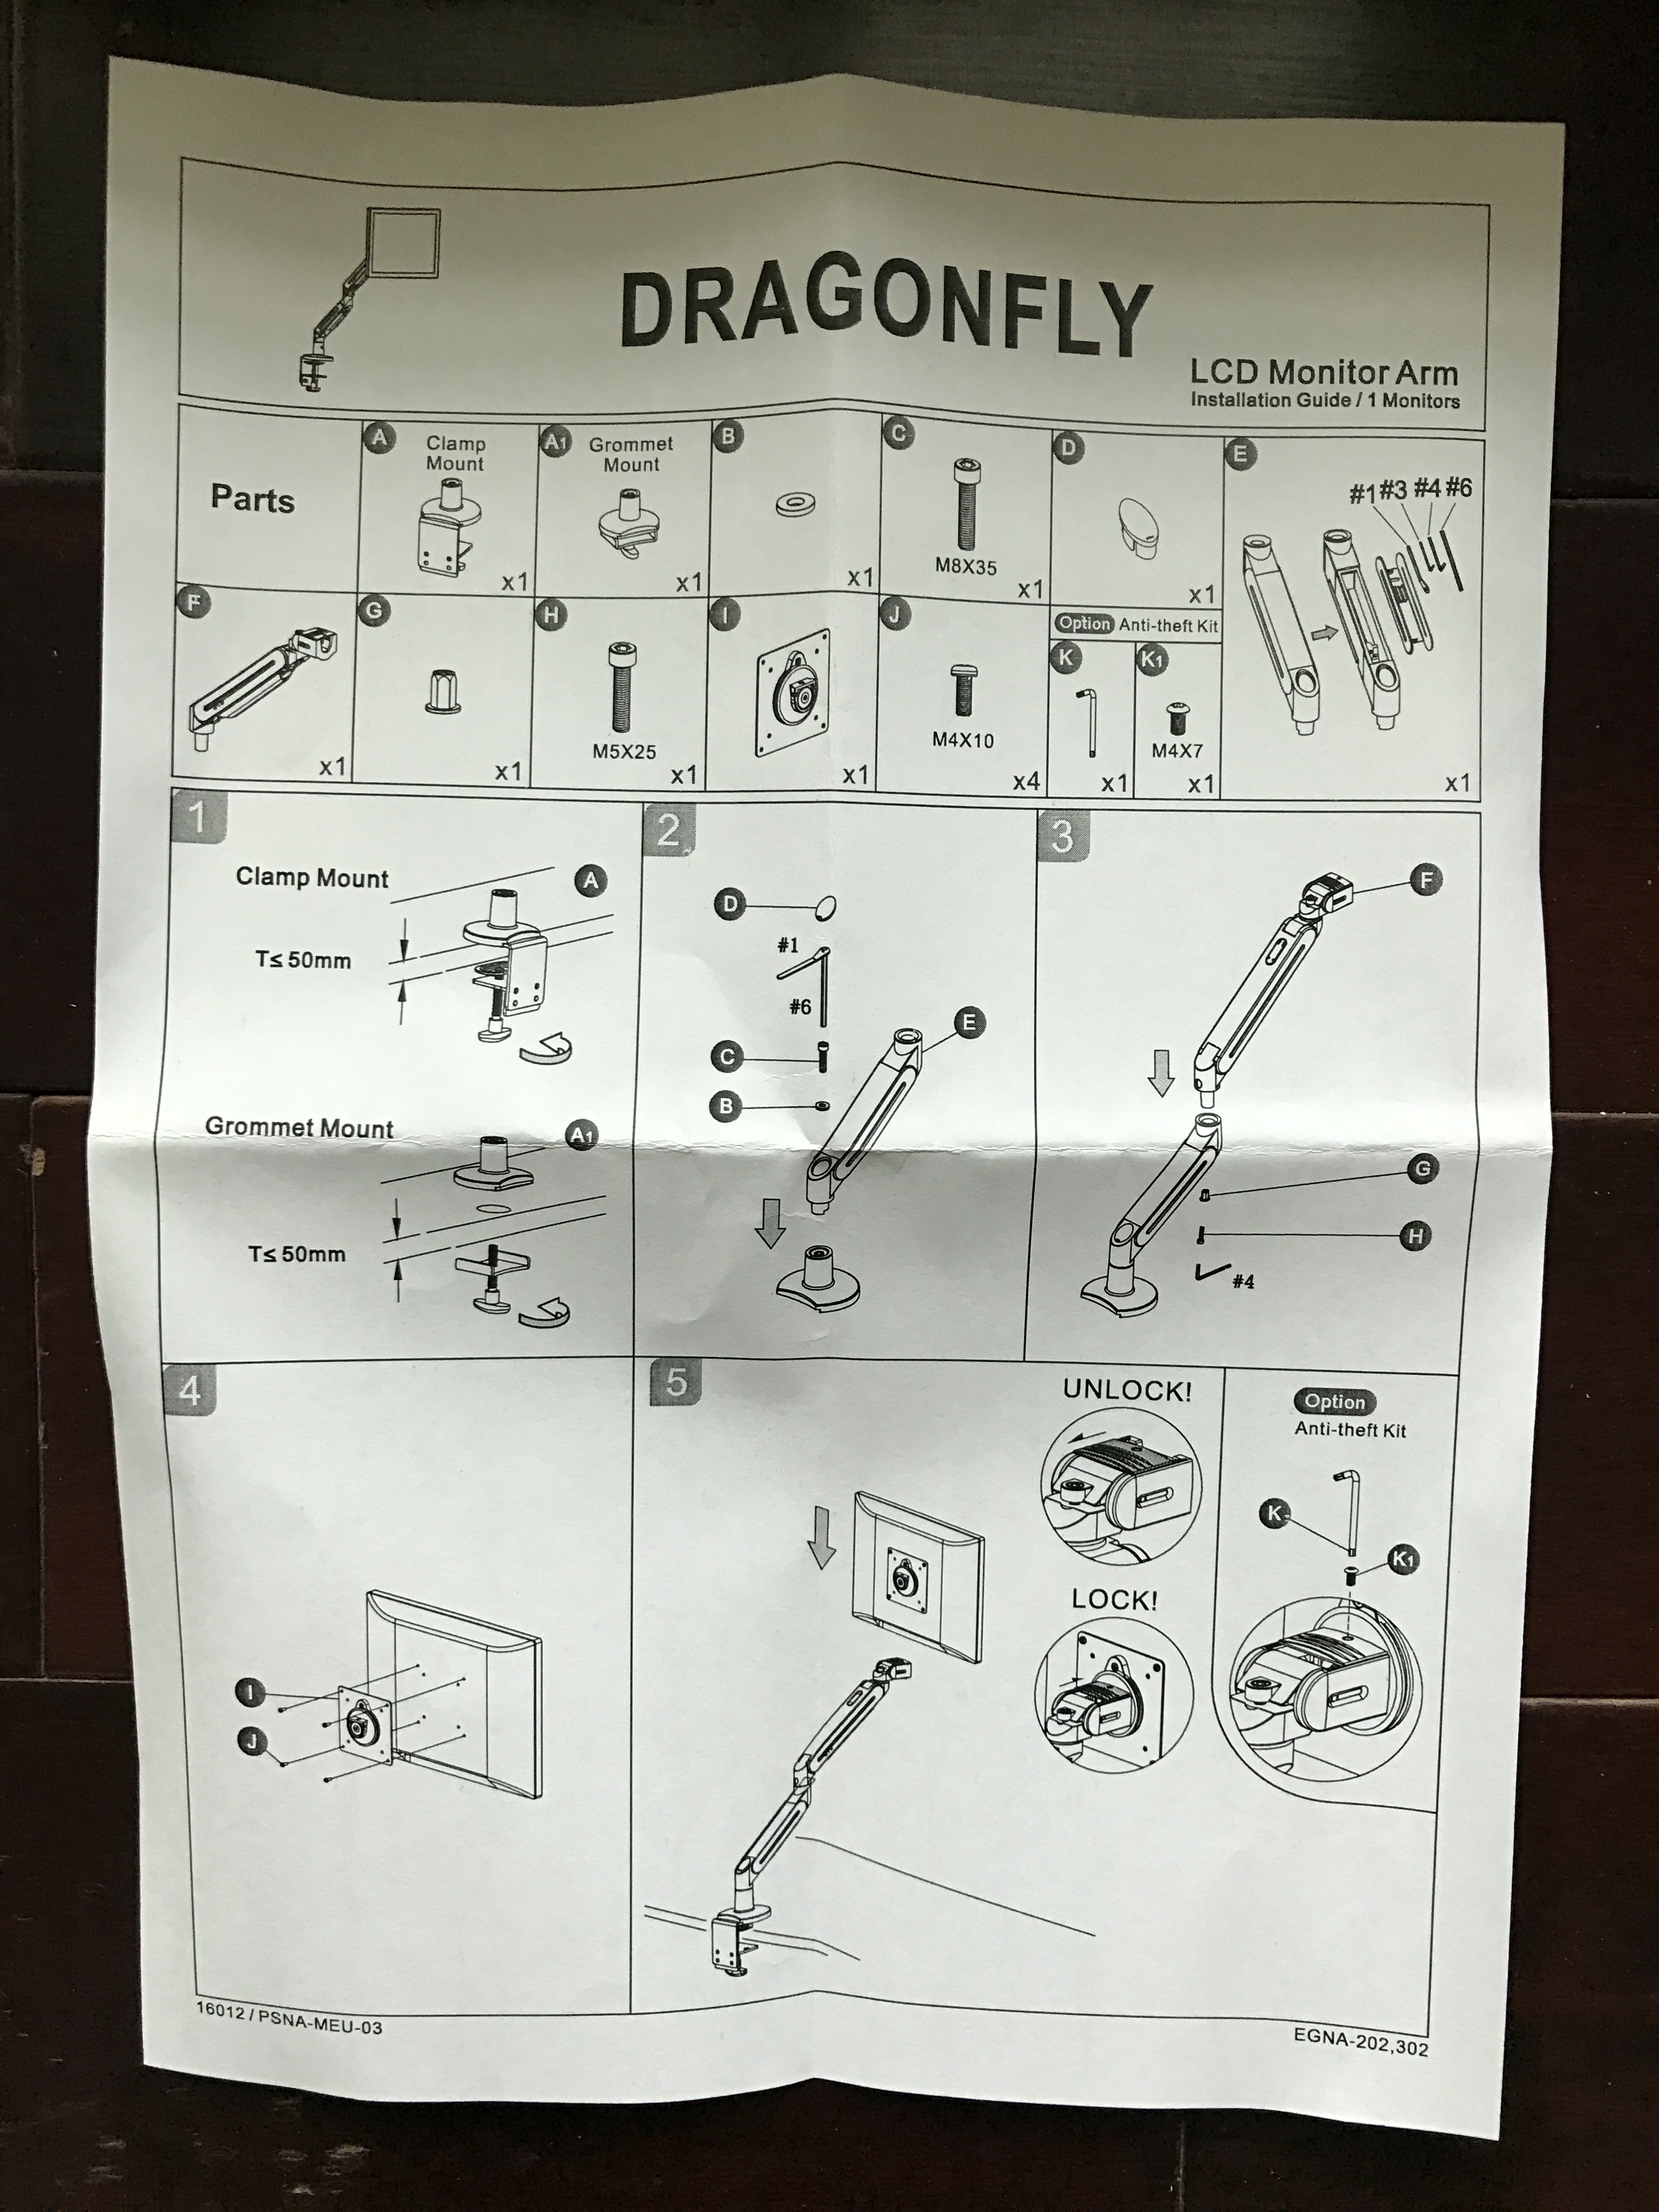 DRAGONFLY
LCD Monitor Arm
Installation Guide / 1 Monitors
Parts
A Clamp
Mount
x1
A1 Grommet
Mount
x1
B
x1
C
M8X35
x1
D
x1
E
#1 #3 #4 #6
x1
F
x1
G
x1
H
M5X25
x1
I
x1
J
M4X10
x4
Option Anti-theft Kit
K
x1
K1
M4X7
x1
1
Clamp Mount
A
T≤ 50mm
Grommet Mount
A1
T≤ 50mm
2
D
#1
#6
C
B
E
3
F
G
H
#4
4
I
J
5
UNLOCK!
LOCK!
Option
Anti-theft Kit
K
K1
16012 / PSNA-MEU-03
EGNA-202,302